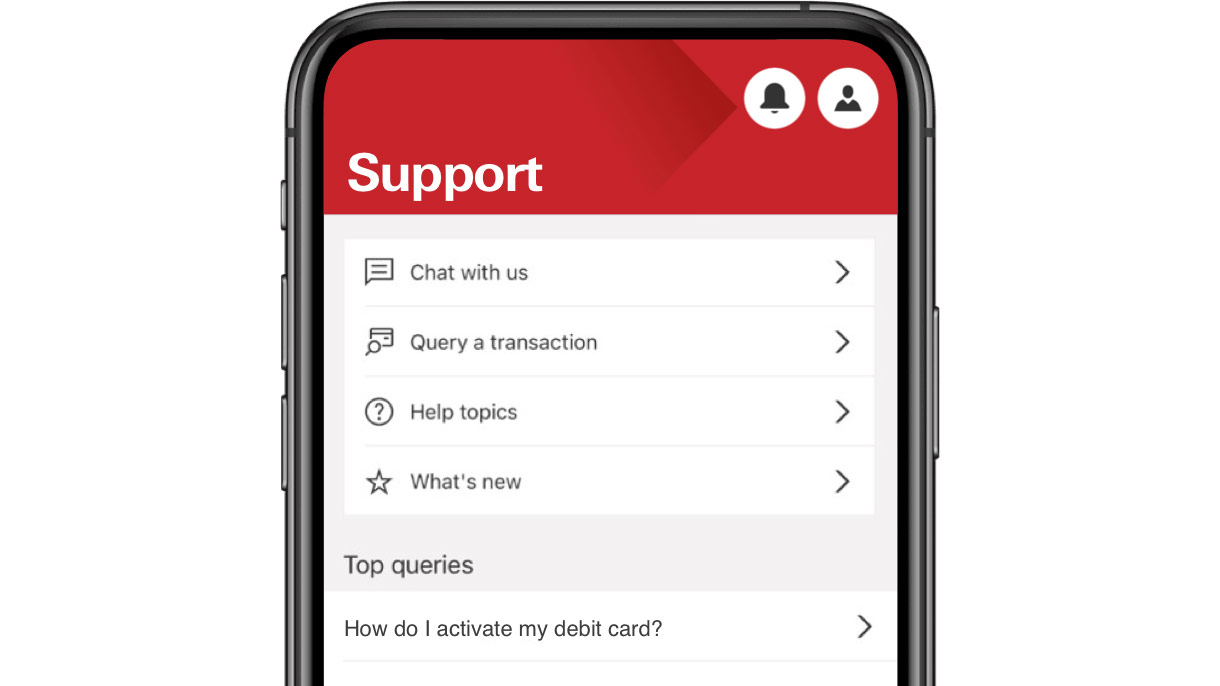 Support
Chat with us
Query a transaction
Help topics
What's new
Top queries
How do I activate my debit card?